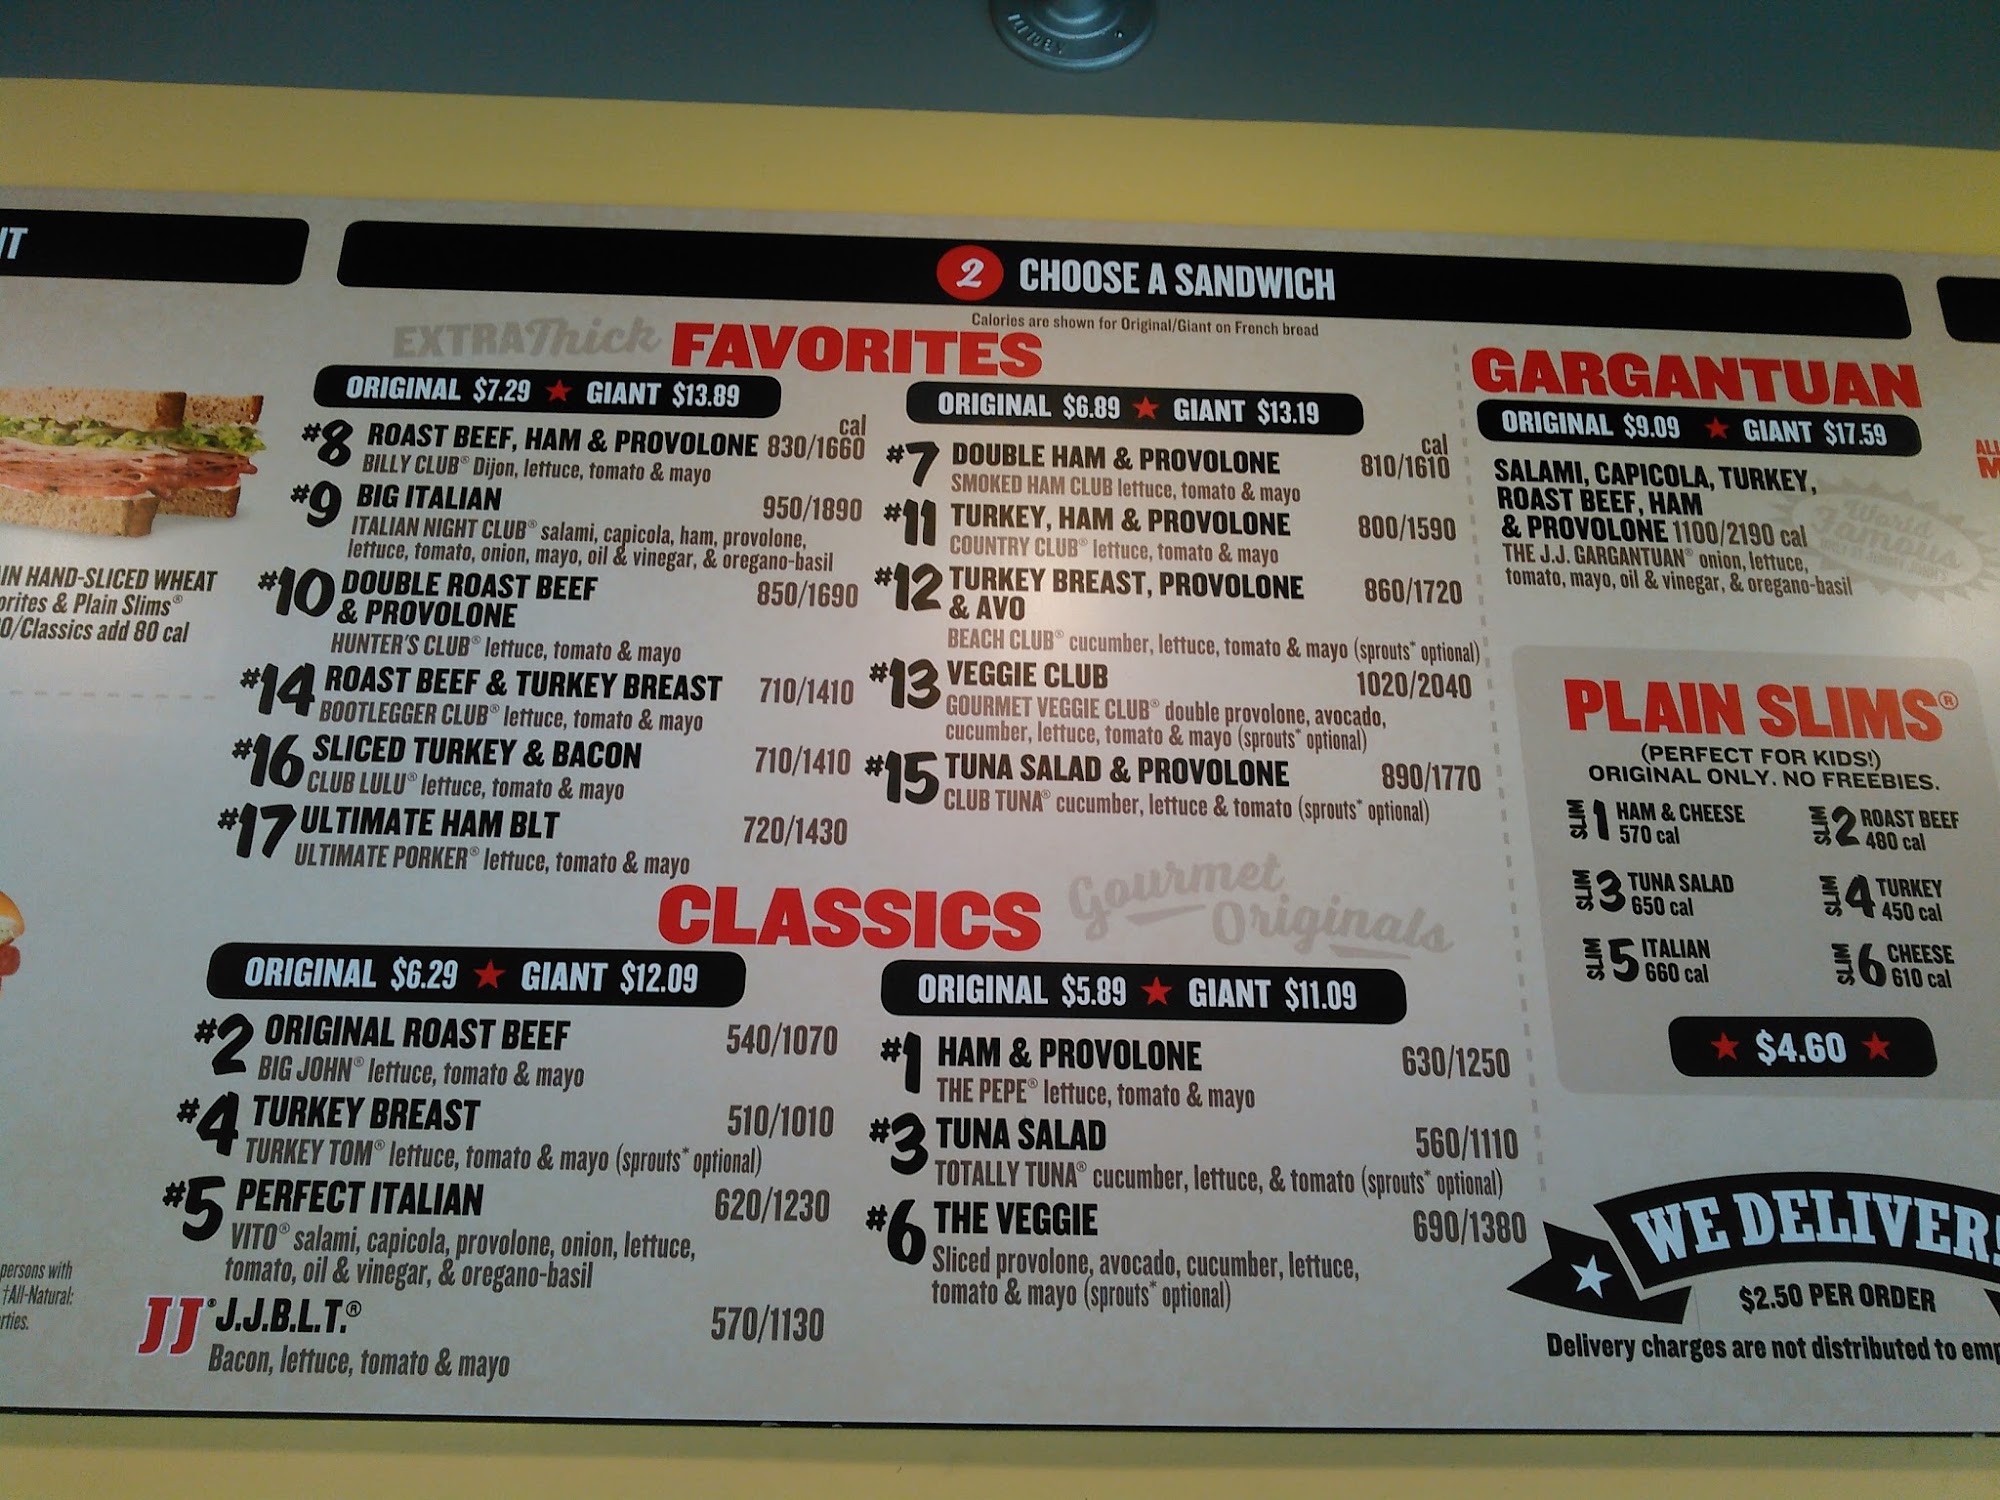 IT
2 CHOOSE A SANDWICH
Calories are shown for Original/Giant on French bread
EXTRA Thick FAVORITES
ORIGINAL $7.29 ★ GIANT $13.89
cal
#8 ROAST BEEF, HAM & PROVOLONE 830/1660
BILLY CLUB® Dijon, lettuce, tomato & mayo
#9 BIG ITALIAN 950/1890
ITALIAN NIGHT CLUB® salami, capicola, ham, provolone,
lettuce, tomato, onion, mayo, oil & vinegar, & oregano-basil
#10 DOUBLE ROAST BEEF 850/1690
& PROVOLONE
HUNTER'S CLUB® lettuce, tomato & mayo
#14 ROAST BEEF & TURKEY BREAST 710/1410
BOOTLEGGER CLUB® lettuce, tomato & mayo
#16 SLICED TURKEY & BACON 710/1410
CLUB LULU® lettuce, tomato & mayo
#17 ULTIMATE HAM BLT 720/1430
ULTIMATE PORKER® lettuce, tomato & mayo
ORIGINAL $6.89 ★ GIANT $13.19
cal
#7 DOUBLE HAM & PROVOLONE 810/1610
SMOKED HAM CLUB lettuce, tomato & mayo
#11 TURKEY, HAM & PROVOLONE 800/1590
COUNTRY CLUB® lettuce, tomato & mayo
#12 TURKEY BREAST, PROVOLONE 860/1720
& AVO
BEACH CLUB® cucumber, lettuce, tomato & mayo (sprouts* optional)
#13 VEGGIE CLUB 1020/2040
GOURMET VEGGIE CLUB® double provolone, avocado,
cucumber, lettuce, tomato & mayo (sprouts* optional)
#15 TUNA SALAD & PROVOLONE 890/1770
CLUB TUNA® cucumber, lettuce & tomato (sprouts* optional)
CLASSICS Gourmet
Originals
ORIGINAL $6.29 ★ GIANT $12.09
#2 ORIGINAL ROAST BEEF 540/1070
BIG JOHN® lettuce, tomato & mayo
#4 TURKEY BREAST 510/1010
TURKEY TOM® lettuce, tomato & mayo (sprouts* optional)
#5 PERFECT ITALIAN 620/1230
VITO® salami, capicola, provolone, onion, lettuce,
tomato, oil & vinegar, & oregano-basil
JJ® J.J.B.L.T.® 570/1130
Bacon, lettuce, tomato & mayo
ORIGINAL $5.89 ★ GIANT $11.09
#1 HAM & PROVOLONE 630/1250
THE PEPE® lettuce, tomato & mayo
#3 TUNA SALAD 560/1110
TOTALLY TUNA® cucumber, lettuce, & tomato (sprouts* optional)
#6 THE VEGGIE 690/1380
Sliced provolone, avocado, cucumber, lettuce,
tomato & mayo (sprouts* optional)
GARGANTUAN
ORIGINAL $9.09 ★ GIANT $17.59
SALAMI, CAPICOLA, TURKEY,
ROAST BEEF, HAM
& PROVOLONE 1100/2190 cal
THE J.J. GARGANTUAN® onion, lettuce,
tomato, mayo, oil & vinegar, & oregano-basil
World
Famous
PLAIN SLIMS®
(PERFECT FOR KIDS!)
ORIGINAL ONLY. NO FREEBIES.
SLIM 1 HAM & CHEESE
570 cal
SLIM 2 ROAST BEEF
480 cal
SLIM 3 TUNA SALAD
650 cal
SLIM 4 TURKEY
450 cal
SLIM 5 ITALIAN
660 cal
SLIM 6 CHEESE
610 cal
★ $4.60 ★
WE DELIVER!
$2.50 PER ORDER
Delivery charges are not distributed to emp
IN HAND-SLICED WHEAT
orites & Plain Slims®
0/Classics add 80 cal
persons with
†All-Natural:
rties.
ALL
M